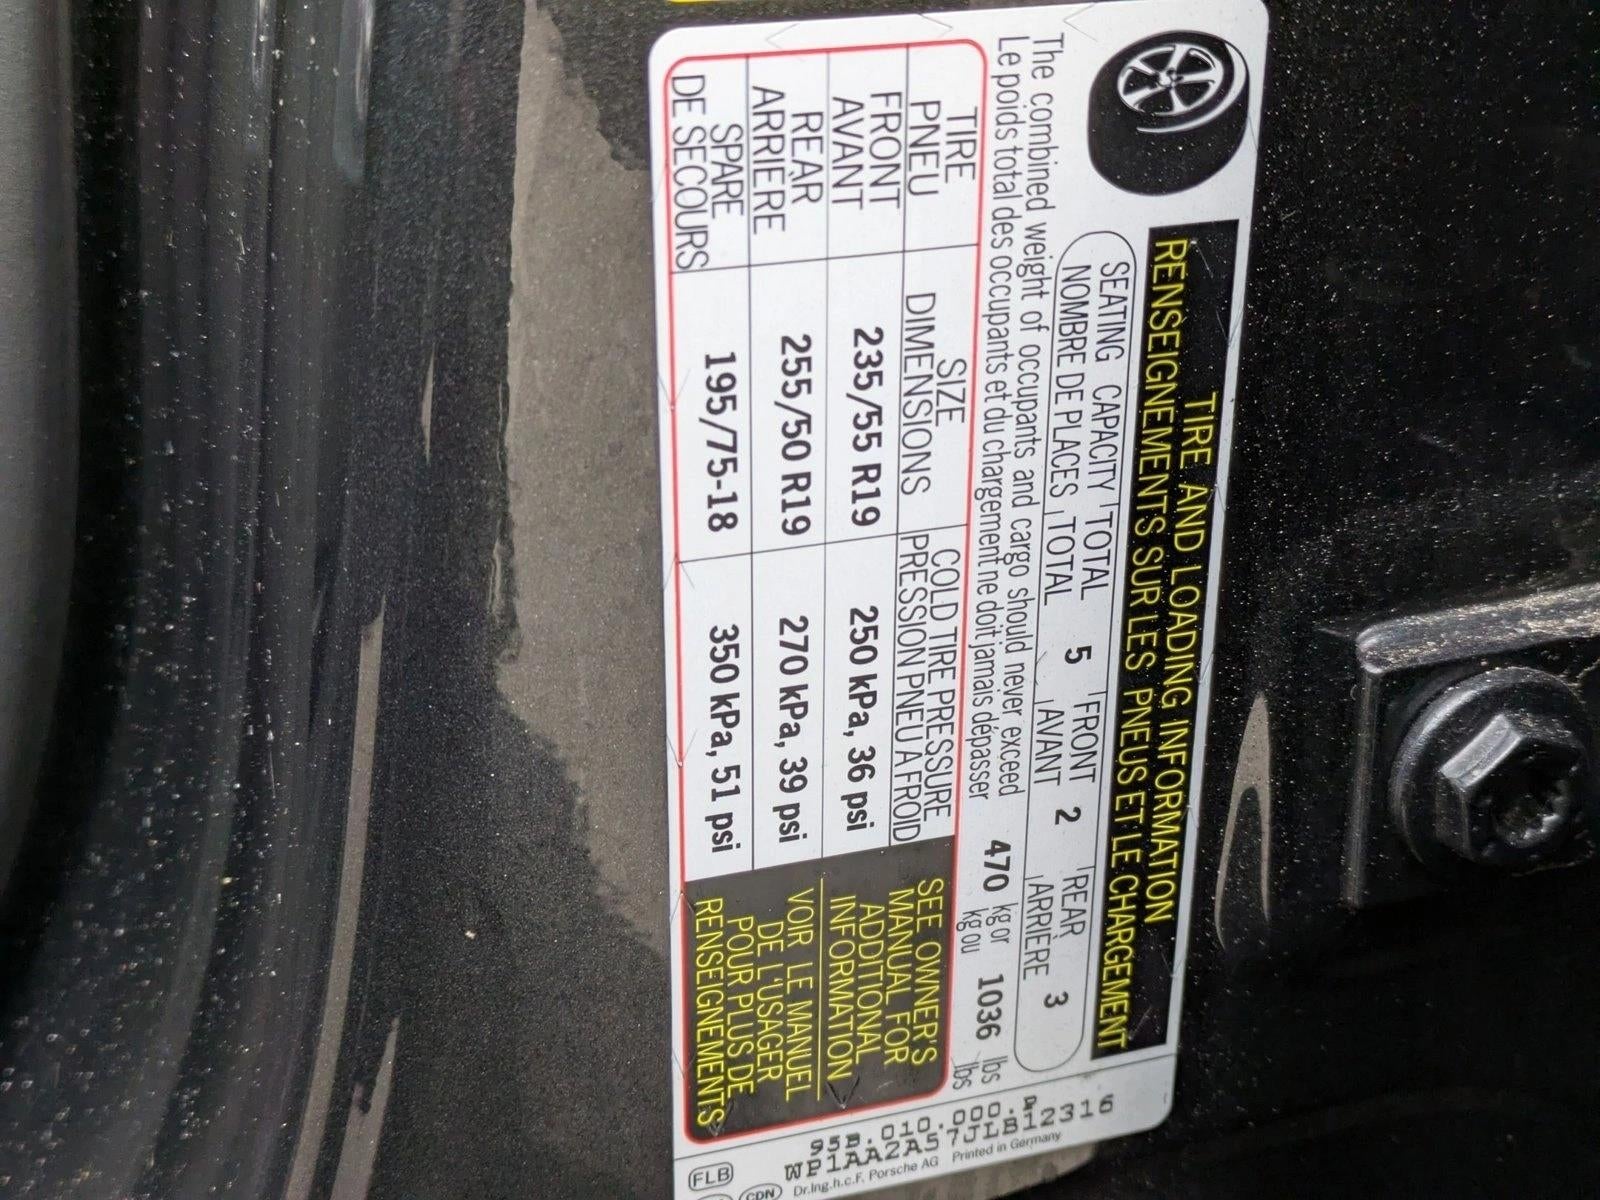 TIRE AND LOADING INFORMATION
RENSEIGNEMENTS SUR LES PNEUS ET LE CHARGEMENT
SEATING CAPACITY TOTAL 5 FRONT 2 REAR 3
NOMBRE DE PLACES TOTAL AVANT ARRIÈRE
The combined weight of occupants and cargo should never exceed 470 kg or 1036 lbs
Le poids total des occupants et du chargement ne doit jamais dépasser kg ou lbs
TIRE SIZE COLD TIRE PRESSURE
PNEU DIMENSIONS PRESSION PNEU A FROID
FRONT 235/55 R19 250 kPa, 36 psi
AVANT
REAR 255/50 R19 270 kPa, 39 psi
ARRIERE
SPARE 195/75-18 350 kPa, 51 psi
DE SECOURS
SEE OWNER'S
MANUAL FOR
ADDITIONAL
INFORMATION
VOIR LE MANUEL
DE L'USAGER
POUR PLUS DE
RENSEIGNEMENTS
95B.010.000.P
WP1AA2A57JLB12316
Dr.Ing.h.c.F. Porsche AG Printed in Germany
FLB
CDN